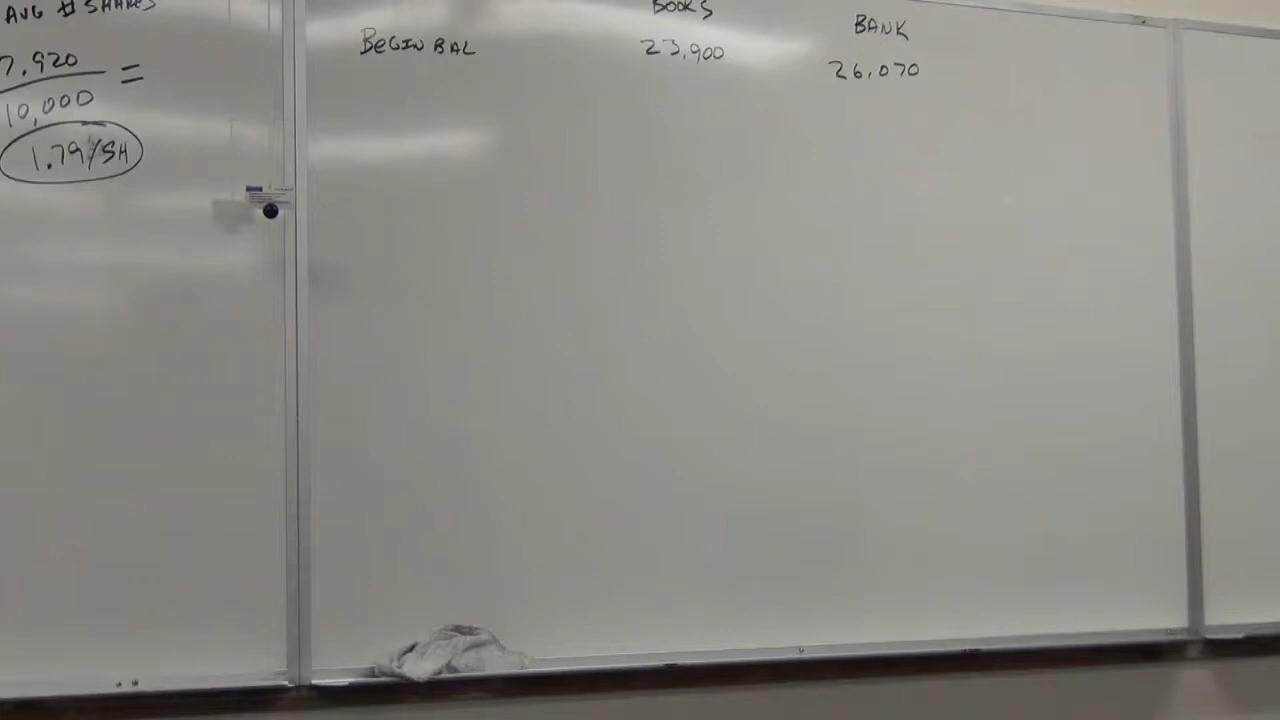 AVG # SHARES
7,920
10,000
=
1.79/SH
BOOKS
BANK
BEGIN BAL
23,900
26,070